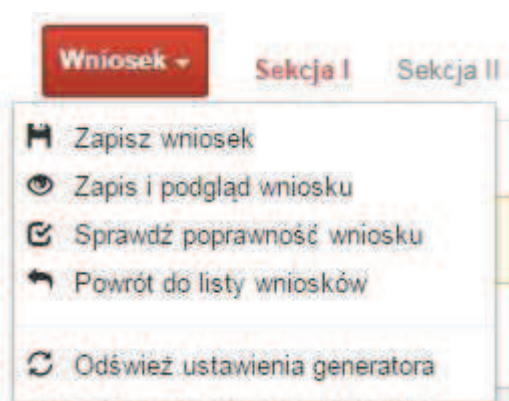 Wniosek Sekcja I Sekcja II
Zapisz wniosek
Zapis i podgląd wniosku
Sprawdź poprawność wniosku
Powrót do listy wniosków
Odśwież ustawienia generatora